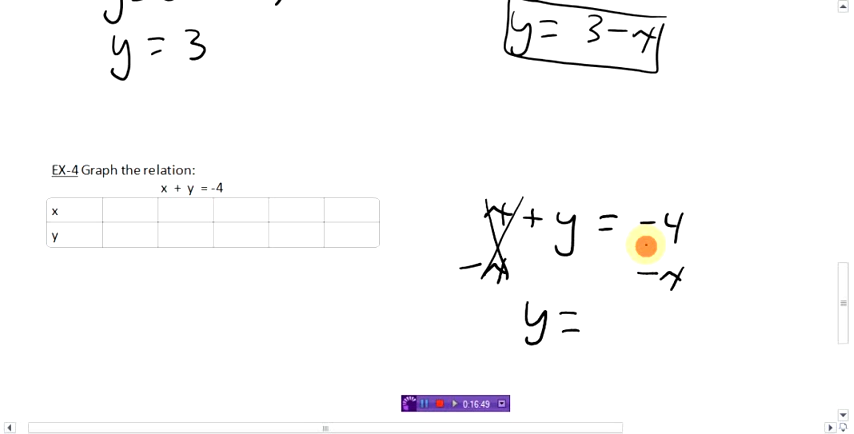 y = 3
y = 3 - x
EX-4 Graph the relation:
x + y = -4
x
y
x + y = -4
-x -x
y =
0:16:49